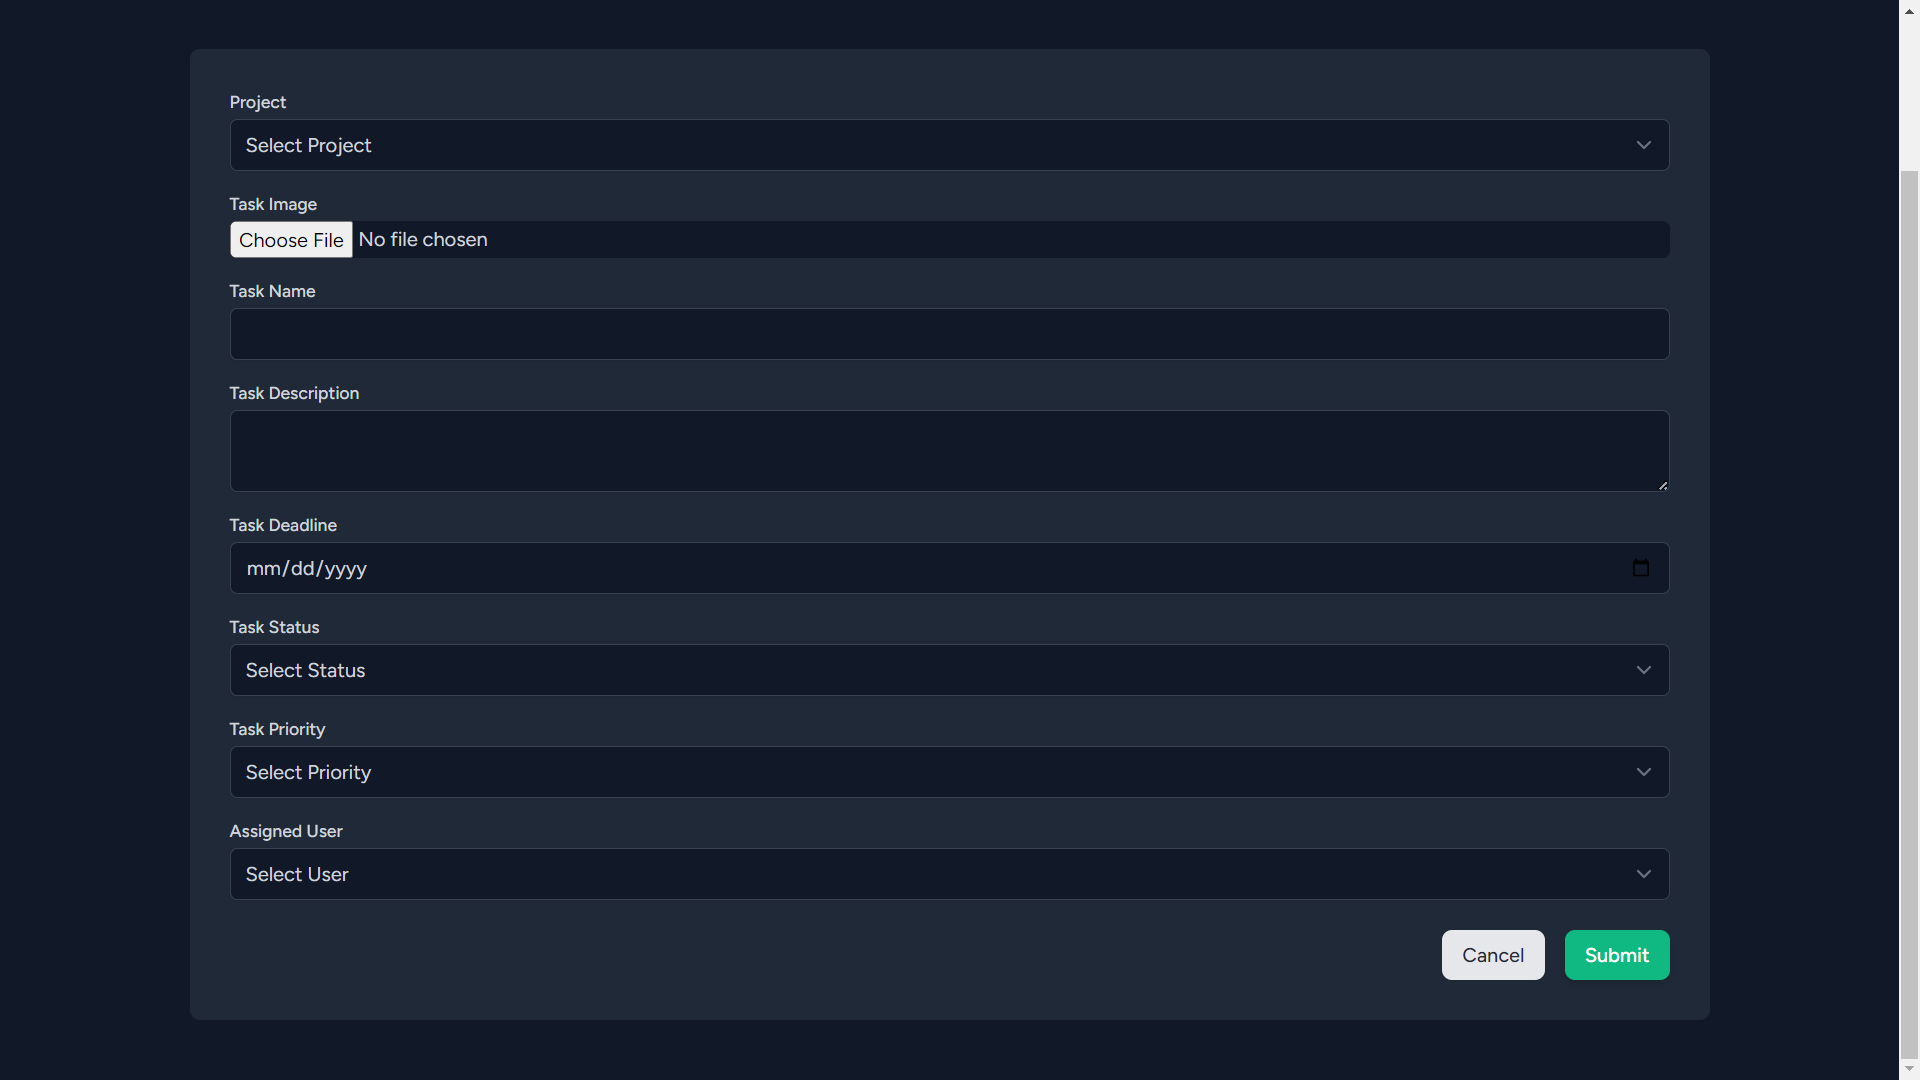 Project
Select Project
Task Image
Choose File No file chosen
Task Name
Task Description
Task Deadline
mm/dd/yyyy
Task Status
Select Status
Task Priority
Select Priority
Assigned User
Select User
Cancel Submit